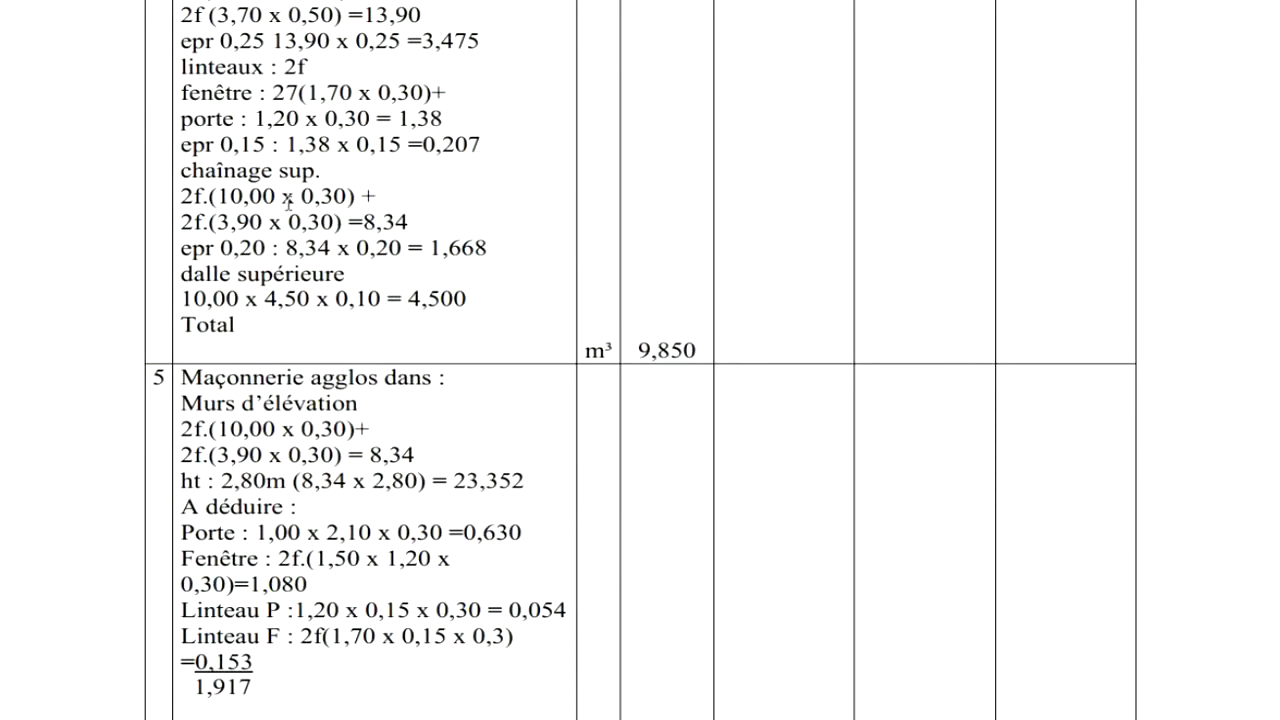 2f (3,70 x 0,50) =13,90
epr 0,25 13,90 x 0,25 =3,475
linteaux : 2f
fenêtre : 27(1,70 x 0,30)+
porte : 1,20 x 0,30 = 1,38
epr 0,15 : 1,38 x 0,15 =0,207
chaînage sup.
2f.(10,00 x 0,30) +
2f.(3,90 x 0,30) =8,34
epr 0,20 : 8,34 x 0,20 = 1,668
dalle supérieure
10,00 x 4,50 x 0,10 = 4,500
Total
m³ 9,850
5 Maçonnerie agglos dans :
Murs d’élévation
2f.(10,00 x 0,30)+
2f.(3,90 x 0,30) = 8,34
ht : 2,80m (8,34 x 2,80) = 23,352
A déduire :
Porte : 1,00 x 2,10 x 0,30 =0,630
Fenêtre : 2f.(1,50 x 1,20 x
0,30)=1,080
Linteau P :1,20 x 0,15 x 0,30 = 0,054
Linteau F : 2f(1,70 x 0,15 x 0,3)
=0,153
1,917